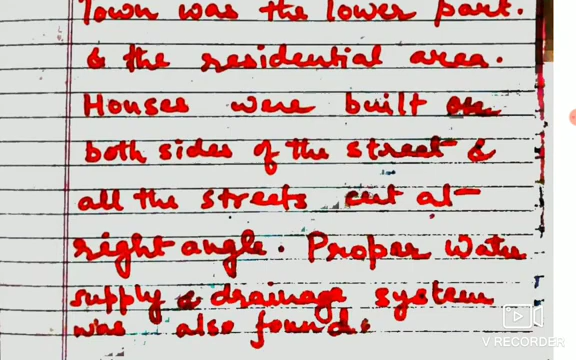 Town was the lower part.
& the residential area.
Houses were built on
both sides of the street &
all the streets cut at
right angle. Proper Water
supply & drainage system
was also found.
V RECORDER